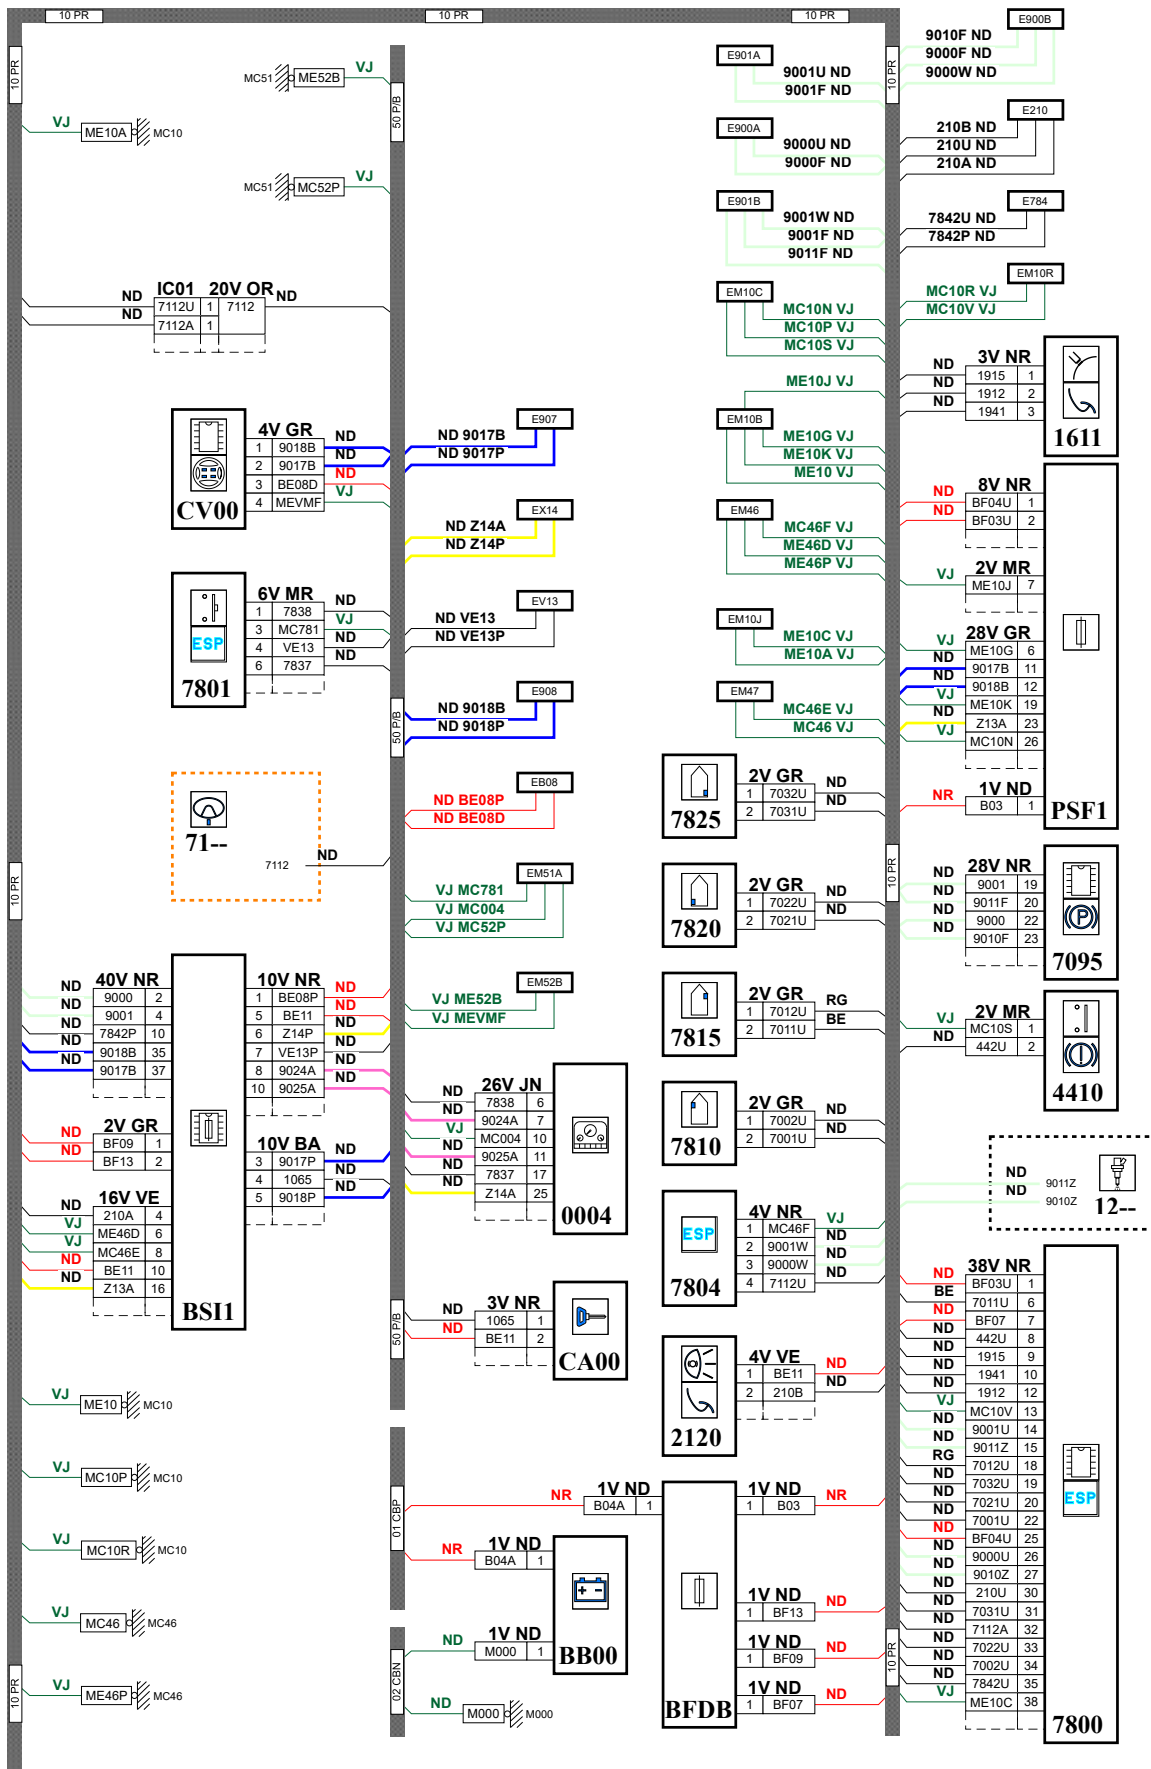 10 PR
10 PR
10 PR
10 PR
MC51 ME52B VJ
50 P/B
VJ ME10A MC10
MC51 MC52P VJ
IC01 20V OR
ND 7112U 1 7112 ND
ND 7112A 1
CV00
4V GR
1 9018B ND
2 9017B ND
3 BE08D ND
4 MEVMF VJ
7801
ESP
6V MR
1 7838 ND
3 MC781 VJ
4 VE13 ND
6 7837 ND
71--
7112 ND
10 PR
BSI1
40V NR
ND 9000 2
ND 9001 4
ND 7842P 10
ND 9018B 35
ND 9017B 37
2V GR
ND BF09 1
ND BF13 2
16V VE
ND 210A 4
VJ ME46D 6
VJ MC46E 8
ND BE11 10
ND Z13A 16
10V NR
1 BE08P ND
5 BE11 ND
6 Z14P ND
7 VE13P ND
8 9024A ND
10 9025A ND
10V BA
3 9017P ND
4 1065 ND
5 9018P ND
VJ ME10 MC10
VJ MC10P MC10
VJ MC10R MC10
VJ MC46 MC46
VJ ME46P MC46
10 PR
E907
ND 9017B
ND 9017P
EX14
ND Z14A
ND Z14P
EV13
ND VE13
ND VE13P
50 P/B
E908
ND 9018B
ND 9018P
EB08
ND BE08P
ND BE08D
EM51A
VJ MC781
VJ MC004
VJ MC52P
EM52B
VJ ME52B
VJ MEVMF
0004
26V JN
ND 7838 6
ND 9024A 7
VJ MC004 10
ND 9025A 11
ND 7837 17
ND Z14A 25
50 P/B
CA00
3V NR
ND 1065 1
ND BE11 2
01 CBP
1V ND
NR B04A 1
BB00
1V ND
NR B04A 1
1V ND
ND M000 1
02 CBN
ND M000 M000
E901A
9001U ND
9001F ND
E900A
9000U ND
9000F ND
E901B
9001W ND
9001F ND
9011F ND
EM10C
MC10N VJ
MC10P VJ
MC10S VJ
ME10J VJ
EM10B
ME10G VJ
ME10K VJ
ME10 VJ
EM46
MC46F VJ
ME46D VJ
ME46P VJ
EM10J
ME10C VJ
ME10A VJ
EM47
MC46E VJ
MC46 VJ
7825
2V GR
1 7032U ND
2 7031U ND
7820
2V GR
1 7022U ND
2 7021U ND
7815
2V GR
1 7012U RG
2 7011U BE
7810
2V GR
1 7002U ND
2 7001U ND
7804
ESP
4V NR
1 MC46F VJ
2 9001W ND
3 9000W ND
4 7112U ND
2120
4V VE
1 BE11 ND
2 210B ND
BFDB
1V ND
1 B03 NR
1V ND
1 BF13 ND
1V ND
1 BF09 ND
1V ND
1 BF07 ND
10 PR
E900B
9010F ND
9000F ND
9000W ND
E210
210B ND
210U ND
210A ND
E784
7842U ND
7842P ND
EM10R
MC10R VJ
MC10V VJ
1611
3V NR
ND 1915 1
ND 1912 2
ND 1941 3
PSF1
8V NR
ND BF04U 1
ND BF03U 2
2V MR
VJ ME10J 7
28V GR
VJ ME10G 6
ND 9017B 11
ND 9018B 12
VJ ME10K 19
ND Z13A 23
VJ MC10N 26
1V ND
NR B03 1
10 PR
7095
28V NR
ND 9001 19
ND 9011F 20
ND 9000 22
ND 9010F 23
4410
2V MR
VJ MC10S 1
ND 442U 2
12--
ND 9011Z
ND 9010Z
7800
ESP
38V NR
ND BF03U 1
BE 7011U 6
ND BF07 7
ND 442U 8
ND 1915 9
ND 1941 10
ND 1912 12
VJ MC10V 13
ND 9001U 14
ND 9011Z 15
RG 7012U 18
ND 7032U 19
ND 7021U 20
ND 7001U 22
ND BF04U 25
ND 9000U 26
ND 9010Z 27
ND 210U 30
ND 7031U 31
ND 7112A 32
ND 7022U 33
ND 7002U 34
ND 7842U 35
VJ ME10C 38
10 PR